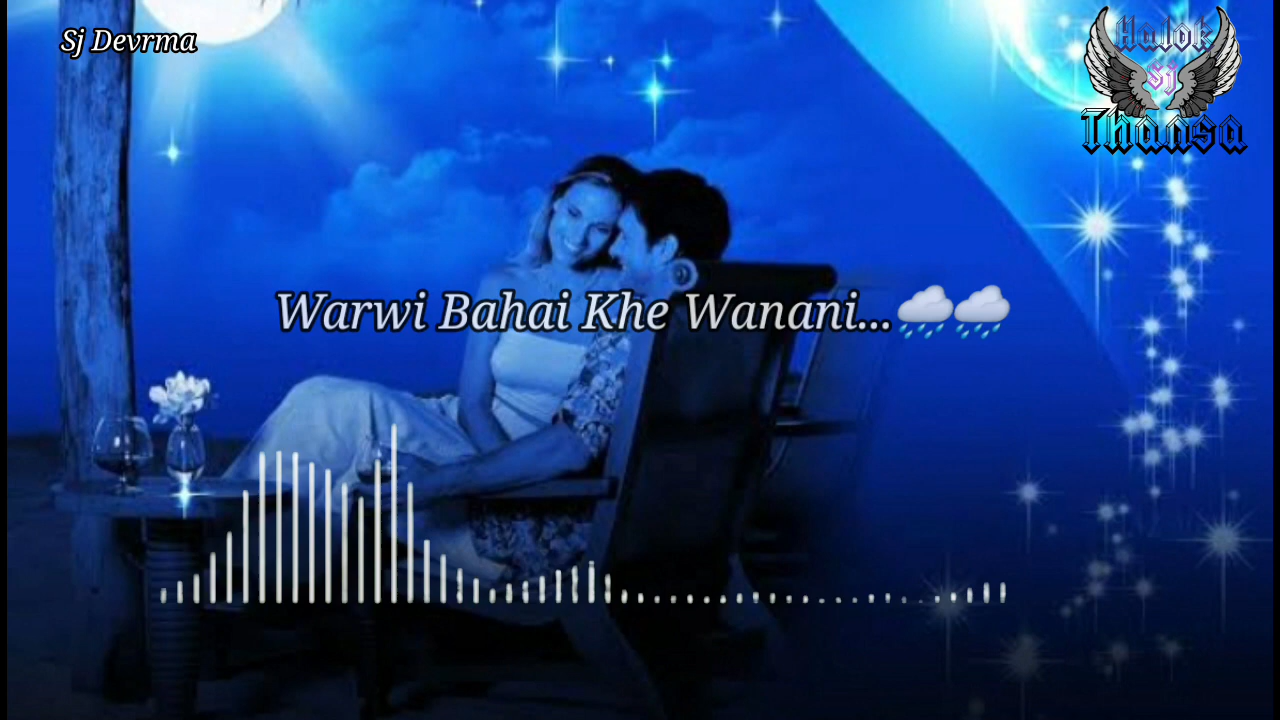 Sj Devrma
Halok
Sj
Thansa
Warwi Bahai Khe Wanani...🌧️🌧️